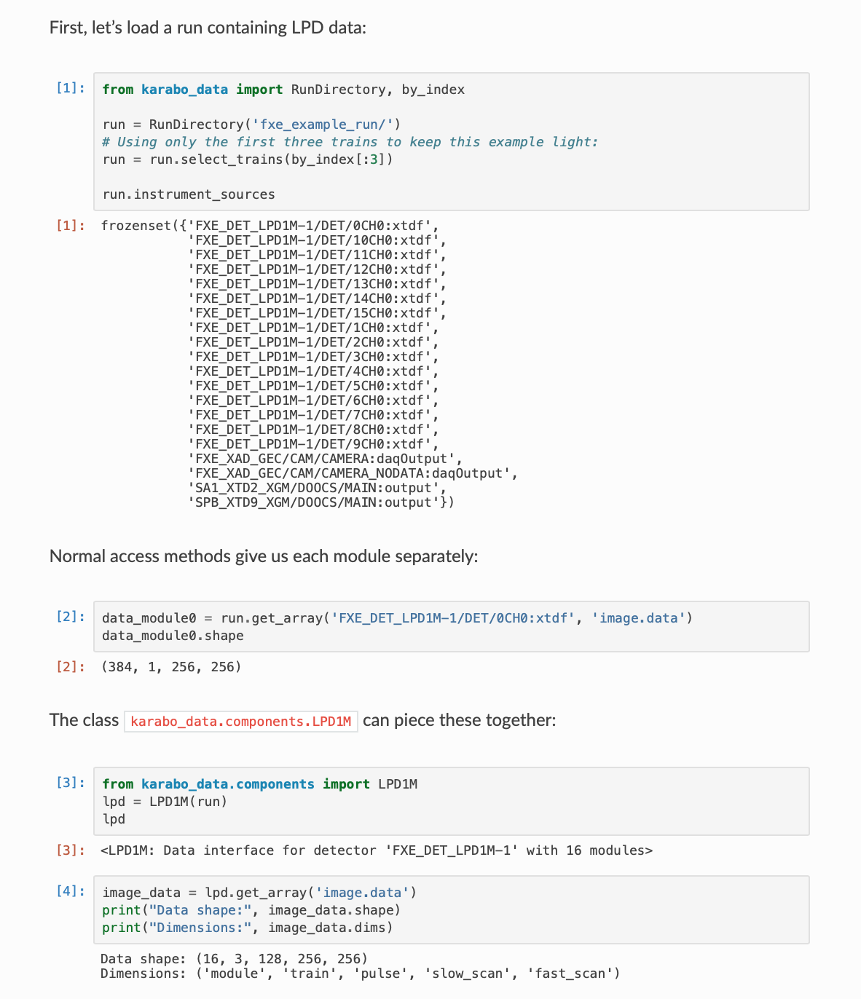 First, let’s load a run containing LPD data:
[1]: from karabo_data import RunDirectory, by_index
run = RunDirectory('fxe_example_run/')
# Using only the first three trains to keep this example light:
run = run.select_trains(by_index[:3])
run.instrument_sources
[1]: frozenset({'FXE_DET_LPD1M-1/DET/0CH0:xtdf',
'FXE_DET_LPD1M-1/DET/10CH0:xtdf',
'FXE_DET_LPD1M-1/DET/11CH0:xtdf',
'FXE_DET_LPD1M-1/DET/12CH0:xtdf',
'FXE_DET_LPD1M-1/DET/13CH0:xtdf',
'FXE_DET_LPD1M-1/DET/14CH0:xtdf',
'FXE_DET_LPD1M-1/DET/15CH0:xtdf',
'FXE_DET_LPD1M-1/DET/1CH0:xtdf',
'FXE_DET_LPD1M-1/DET/2CH0:xtdf',
'FXE_DET_LPD1M-1/DET/3CH0:xtdf',
'FXE_DET_LPD1M-1/DET/4CH0:xtdf',
'FXE_DET_LPD1M-1/DET/5CH0:xtdf',
'FXE_DET_LPD1M-1/DET/6CH0:xtdf',
'FXE_DET_LPD1M-1/DET/7CH0:xtdf',
'FXE_DET_LPD1M-1/DET/8CH0:xtdf',
'FXE_DET_LPD1M-1/DET/9CH0:xtdf',
'FXE_XAD_GEC/CAM/CAMERA:daqOutput',
'FXE_XAD_GEC/CAM/CAMERA_NODATA:daqOutput',
'SA1_XTD2_XGM/DOOCS/MAIN:output',
'SPB_XTD9_XGM/DOOCS/MAIN:output'})
Normal access methods give us each module separately:
[2]: data_module0 = run.get_array('FXE_DET_LPD1M-1/DET/0CH0:xtdf', 'image.data')
data_module0.shape
[2]: (384, 1, 256, 256)
The class karabo_data.components.LPD1M can piece these together:
[3]: from karabo_data.components import LPD1M
lpd = LPD1M(run)
lpd
[3]: <LPD1M: Data interface for detector 'FXE_DET_LPD1M-1' with 16 modules>
[4]: image_data = lpd.get_array('image.data')
print("Data shape:", image_data.shape)
print("Dimensions:", image_data.dims)
Data shape: (16, 3, 128, 256, 256)
Dimensions: ('module', 'train', 'pulse', 'slow_scan', 'fast_scan')